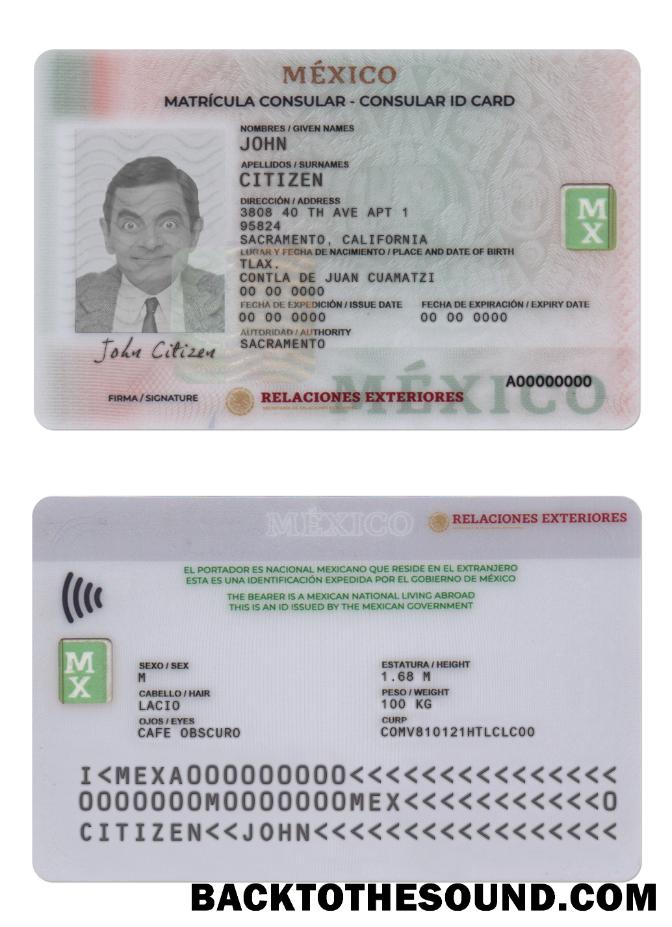 MÉXICO
MATRÍCULA CONSULAR - CONSULAR ID CARD
NOMBRES / GIVEN NAMES
JOHN
APELLIDOS / SURNAMES
CITIZEN
DIRECCIÓN / ADDRESS
3808 40 TH AVE APT 1
95824
SACRAMENTO, CALIFORNIA
LUGAR Y FECHA DE NACIMIENTO / PLACE AND DATE OF BIRTH
TLAX.
CONTLA DE JUAN CUAMATZI
00 00 0000
FECHA DE EXPEDICIÓN / ISSUE DATE FECHA DE EXPIRACIÓN / EXPIRY DATE
00 00 0000 00 00 0000
AUTORIDAD / AUTHORITY
SACRAMENTO
MX
John Citizen
FIRMA / SIGNATURE
RELACIONES EXTERIORES
A00000000
MÉXICO
MÉXICO
RELACIONES EXTERIORES
EL PORTADOR ES NACIONAL MEXICANO QUE RESIDE EN EL EXTRANJERO
ESTA ES UNA IDENTIFICACIÓN EXPEDIDA POR EL GOBIERNO DE MÉXICO
THE BEARER IS A MEXICAN NATIONAL LIVING ABROAD
THIS IS AN ID ISSUED BY THE MEXICAN GOVERNMENT
MX
SEXO / SEX ESTATURA / HEIGHT
M 1.68 M
CABELLO / HAIR PESO / WEIGHT
LACIO 100 KG
OJOS / EYES CURP
CAFE OBSCURO COMV810121HTLCLC00
I<MEXA000000000<<<<<<<<<<<<<<<
0000000M0000000MEX<<<<<<<<<<<0
CITIZEN<<JOHN<<<<<<<<<<<<<<<<<
BACKTOTHESOUND.COM